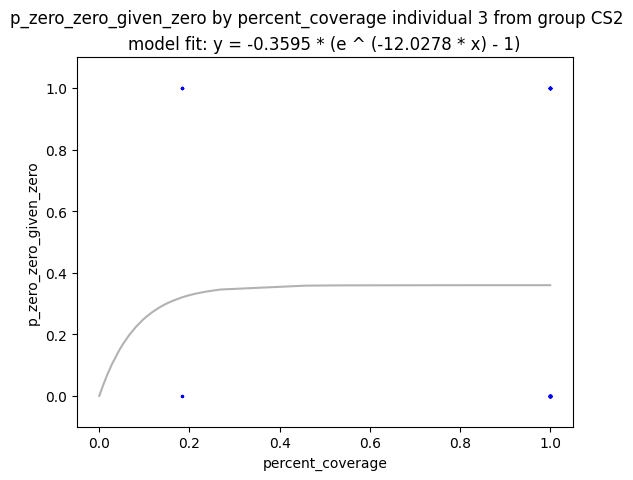 p_zero_zero_given_zero by percent_coverage individual 3 from group CS2
model fit: y = -0.3595 * (e ^ (-12.0278 * x) - 1)
1.0
0.8
0.6
0.4
0.2
0.0
p_zero_zero_given_zero
0.0 0.2 0.4 0.6 0.8 1.0
percent_coverage